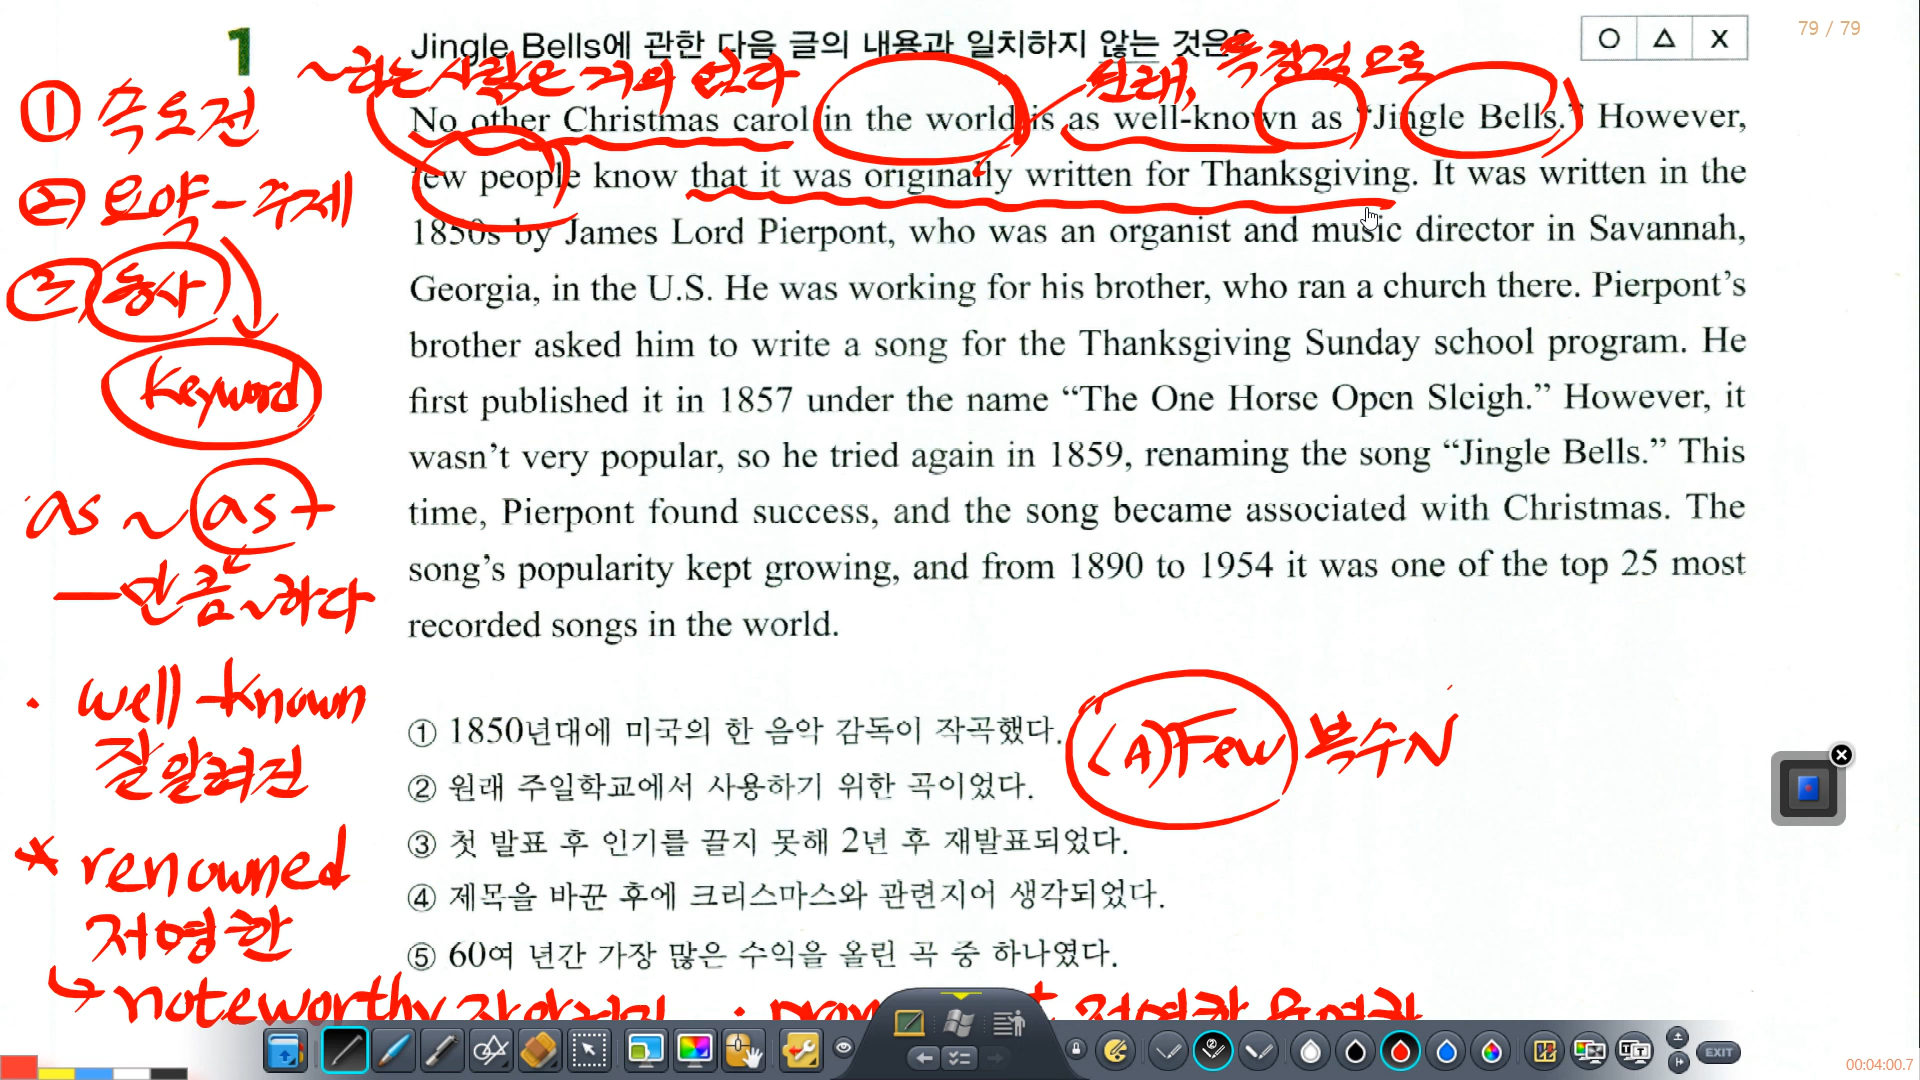 1
Jingle Bells에 관한 다음 글의 내용과 일치하지 않는 것은?
○ △ X
79 / 79
~하는 사람은 거의 없다
원래, 독창적으로
① 속도전
② 요약-주제
③ 동사
Keyword
as ~ as +
-만큼 ~하다
· well-known
잘 알려진
* renowned
저명한
↳ noteworthy
No other Christmas carol in the world is as well-known as “Jingle Bells.” However,
few people know that it was originally written for Thanksgiving. It was written in the
1850s by James Lord Pierpont, who was an organist and music director in Savannah,
Georgia, in the U.S. He was working for his brother, who ran a church there. Pierpont’s
brother asked him to write a song for the Thanksgiving Sunday school program. He
first published it in 1857 under the name “The One Horse Open Sleigh.” However, it
wasn’t very popular, so he tried again in 1859, renaming the song “Jingle Bells.” This
time, Pierpont found success, and the song became associated with Christmas. The
song’s popularity kept growing, and from 1890 to 1954 it was one of the top 25 most
recorded songs in the world.
① 1850년대에 미국의 한 음악 감독이 작곡했다.
② 원래 주일학교에서 사용하기 위한 곡이었다.
③ 첫 발표 후 인기를 끌지 못해 2년 후 재발표되었다.
④ 제목을 바꾼 후에 크리스마스와 관련지어 생각되었다.
⑤ 60여 년간 가장 많은 수익을 올린 곡 중 하나였다.
(A) Few 복수N
EXIT
00:04:00.7